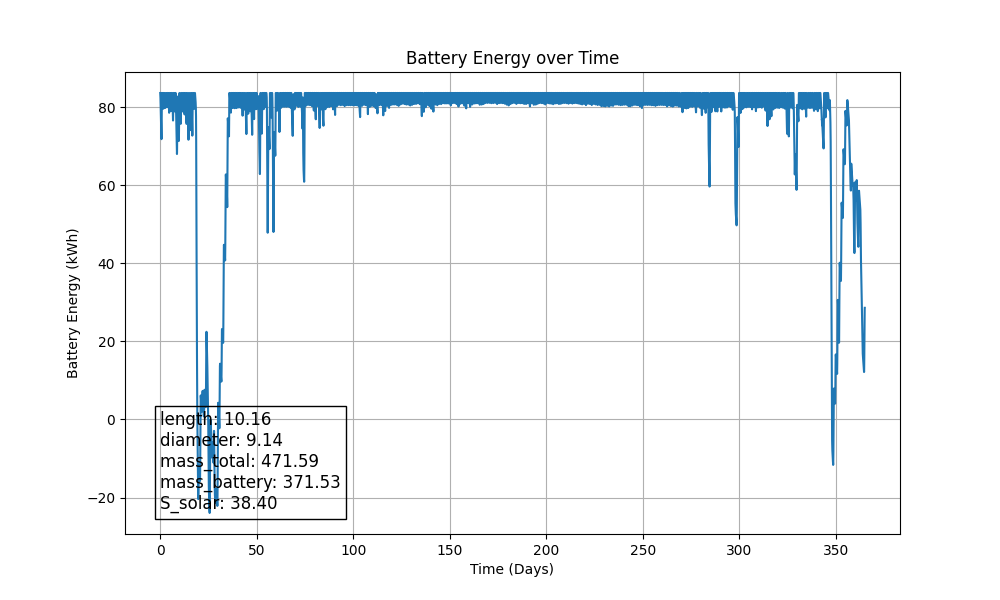 Battery Energy over Time
Battery Energy (kWh)
80
60
40
20
0
−20
length: 10.16
diameter: 9.14
mass_total: 471.59
mass_battery: 371.53
S_solar: 38.40
0 50 100 150 200 250 300 350
Time (Days)